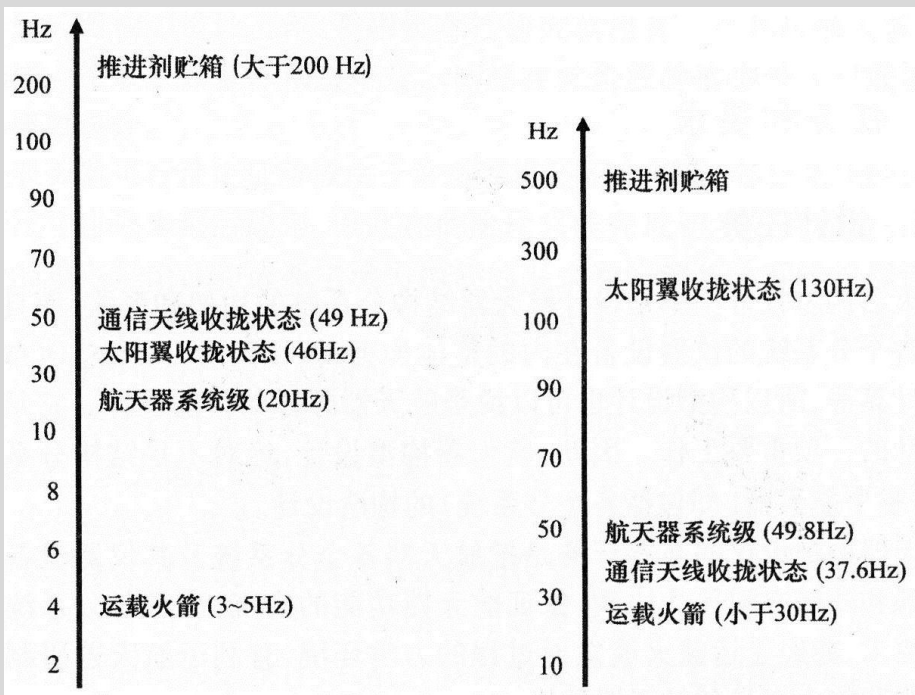 Hz
推进剂贮箱 (大于200 Hz)
200
100
90
70
50
通信天线收拢状态 (49 Hz)
太阳翼收拢状态 (46Hz)
30
航天器系统级 (20Hz)
10
8
6
运载火箭 (3~5Hz)
4
2
Hz
500
推进剂贮箱
300
太阳翼收拢状态 (130Hz)
100
90
70
50
航天器系统级 (49.8Hz)
通信天线收拢状态 (37.6Hz)
30
运载火箭 (小于30Hz)
10